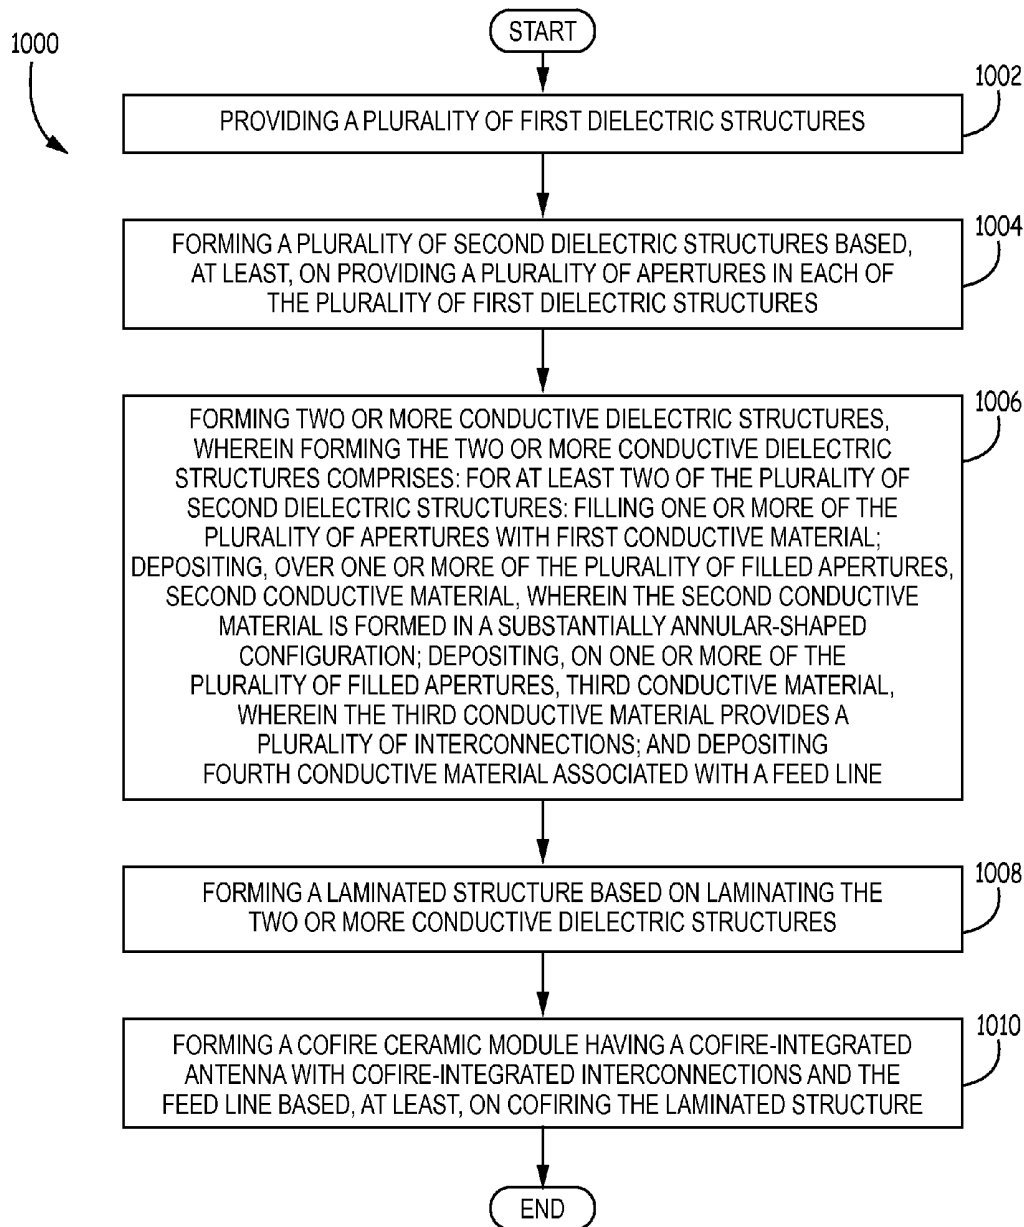 1000
START
1002
PROVIDING A PLURALITY OF FIRST DIELECTRIC STRUCTURES
1004
FORMING A PLURALITY OF SECOND DIELECTRIC STRUCTURES BASED,
AT LEAST, ON PROVIDING A PLURALITY OF APERTURES IN EACH OF
THE PLURALITY OF FIRST DIELECTRIC STRUCTURES
1006
FORMING TWO OR MORE CONDUCTIVE DIELECTRIC STRUCTURES,
WHEREIN FORMING THE TWO OR MORE CONDUCTIVE DIELECTRIC
STRUCTURES COMPRISES: FOR AT LEAST TWO OF THE PLURALITY OF
SECOND DIELECTRIC STRUCTURES: FILLING ONE OR MORE OF THE
PLURALITY OF APERTURES WITH FIRST CONDUCTIVE MATERIAL;
DEPOSITING, OVER ONE OR MORE OF THE PLURALITY OF FILLED APERTURES,
SECOND CONDUCTIVE MATERIAL, WHEREIN THE SECOND CONDUCTIVE
MATERIAL IS FORMED IN A SUBSTANTIALLY ANNULAR-SHAPED
CONFIGURATION; DEPOSITING, ON ONE OR MORE OF THE
PLURALITY OF FILLED APERTURES, THIRD CONDUCTIVE MATERIAL,
WHEREIN THE THIRD CONDUCTIVE MATERIAL PROVIDES A
PLURALITY OF INTERCONNECTIONS; AND DEPOSITING
FOURTH CONDUCTIVE MATERIAL ASSOCIATED WITH A FEED LINE
1008
FORMING A LAMINATED STRUCTURE BASED ON LAMINATING THE
TWO OR MORE CONDUCTIVE DIELECTRIC STRUCTURES
1010
FORMING A COFIRE CERAMIC MODULE HAVING A COFIRE-INTEGRATED
ANTENNA WITH COFIRE-INTEGRATED INTERCONNECTIONS AND THE
FEED LINE BASED, AT LEAST, ON COFIRING THE LAMINATED STRUCTURE
END